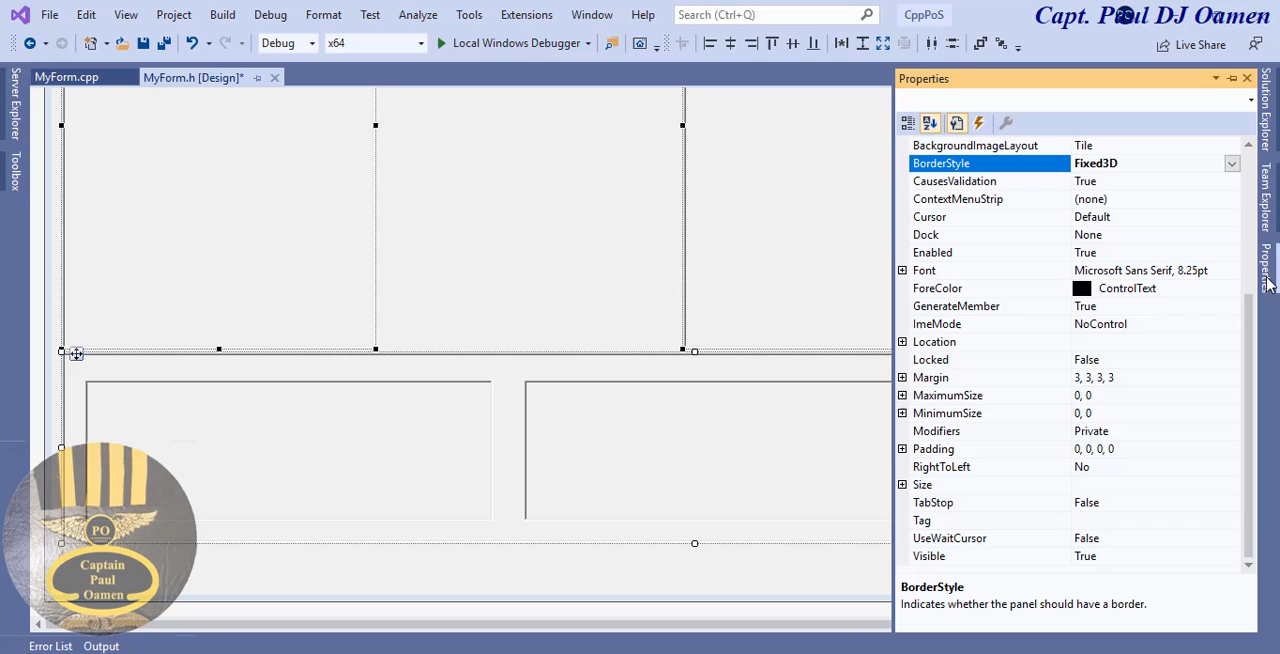 File Edit View Project Build Debug Format Test Analyze Tools Extensions Window Help Search (Ctrl+Q) CppPoS
Capt. Paul DJ Oamen
Debug x64 Local Windows Debugger Live Share
MyForm.cpp MyForm.h [Design]*
Server Explorer
Toolbox
Properties
BackgroundImageLayout Tile
BorderStyle Fixed3D
CausesValidation True
ContextMenuStrip (none)
Cursor Default
Dock None
Enabled True
Font Microsoft Sans Serif, 8.25pt
ForeColor ControlText
GenerateMember True
ImeMode NoControl
Location
Locked False
Margin 3, 3, 3, 3
MaximumSize 0, 0
MinimumSize 0, 0
Modifiers Private
Padding 0, 0, 0, 0
RightToLeft No
Size
TabStop False
Tag
UseWaitCursor False
Visible True
BorderStyle
Indicates whether the panel should have a border.
Solution Explorer
Team Explorer
Properties
PO
Captain
Paul
Oamen
Error List Output